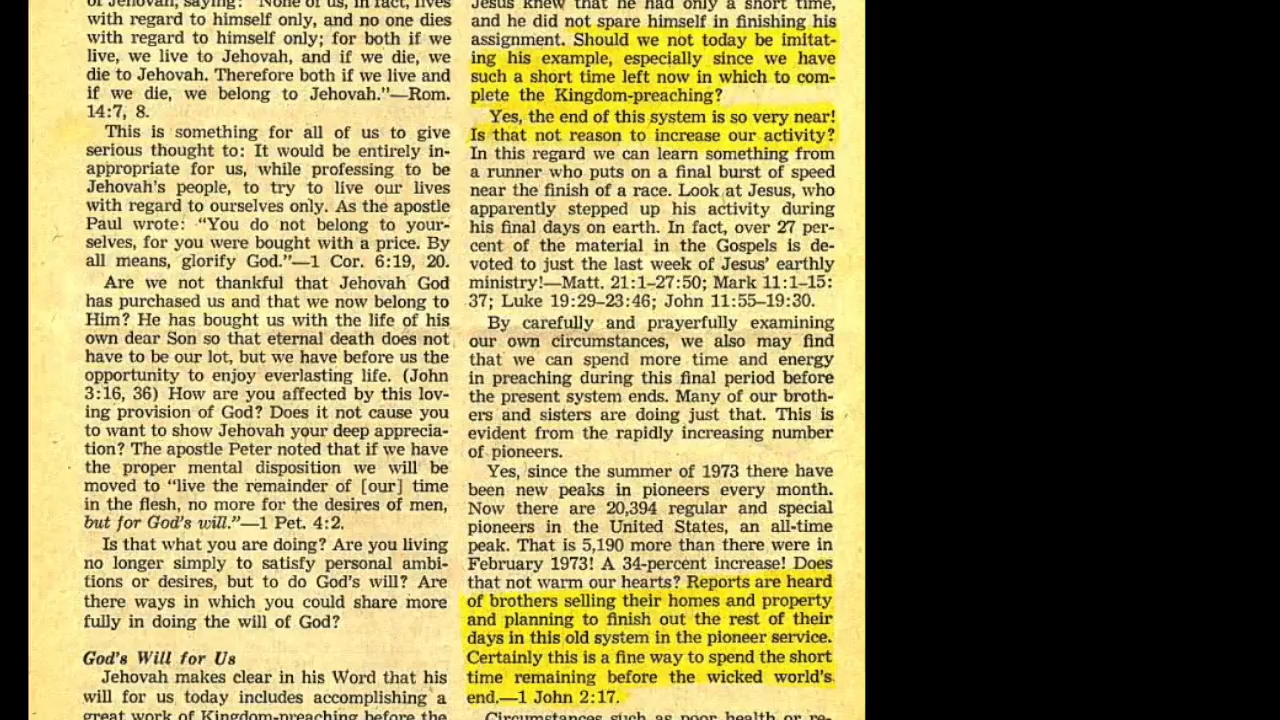 of Jehovah, saying: "None of us, in fact, lives
with regard to himself only, and no one dies
with regard to himself only; for both if we
live, we live to Jehovah, and if we die, we
die to Jehovah. Therefore both if we live and
if we die, we belong to Jehovah."—Rom.
14:7, 8.
This is something for all of us to give
serious thought to: It would be entirely in-
appropriate for us, while professing to be
Jehovah's people, to try to live our lives
with regard to ourselves only. As the apostle
Paul wrote: "You do not belong to your-
selves, for you were bought with a price. By
all means, glorify God."—1 Cor. 6:19, 20.
Are we not thankful that Jehovah God
has purchased us and that we now belong to
Him? He has bought us with the life of his
own dear Son so that eternal death does not
have to be our lot, but we have before us the
opportunity to enjoy everlasting life. (John
3:16, 36) How are you affected by this lov-
ing provision of God? Does it not cause you
to want to show Jehovah your deep apprecia-
tion? The apostle Peter noted that if we have
the proper mental disposition we will be
moved to "live the remainder of [our] time
in the flesh, no more for the desires of men,
but for God's will."—1 Pet. 4:2.
Is that what you are doing? Are you living
no longer simply to satisfy personal ambi-
tions or desires, but to do God's will? Are
there ways in which you could share more
fully in doing the will of God?
God's Will for Us
Jehovah makes clear in his Word that his
will for us today includes accomplishing a
great work of Kingdom-preaching before the
Jesus knew that he had only a short time,
and he did not spare himself in finishing his
assignment. Should we not today be imitat-
ing his example, especially since we have
such a short time left now in which to com-
plete the Kingdom-preaching?
Yes, the end of this system is so very near!
Is that not reason to increase our activity?
In this regard we can learn something from
a runner who puts on a final burst of speed
near the finish of a race. Look at Jesus, who
apparently stepped up his activity during
his final days on earth. In fact, over 27 per-
cent of the material in the Gospels is de-
voted to just the last week of Jesus' earthly
ministry!—Matt. 21:1–27:50; Mark 11:1–15:
37; Luke 19:29–23:46; John 11:55–19:30.
By carefully and prayerfully examining
our own circumstances, we also may find
that we can spend more time and energy
in preaching during this final period before
the present system ends. Many of our broth-
ers and sisters are doing just that. This is
evident from the rapidly increasing number
of pioneers.
Yes, since the summer of 1973 there have
been new peaks in pioneers every month.
Now there are 20,394 regular and special
pioneers in the United States, an all-time
peak. That is 5,190 more than there were in
February 1973! A 34-percent increase! Does
that not warm our hearts? Reports are heard
of brothers selling their homes and property
and planning to finish out the rest of their
days in this old system in the pioneer service.
Certainly this is a fine way to spend the short
time remaining before the wicked world's
end.—1 John 2:17.
Circumstances such as poor health or re-